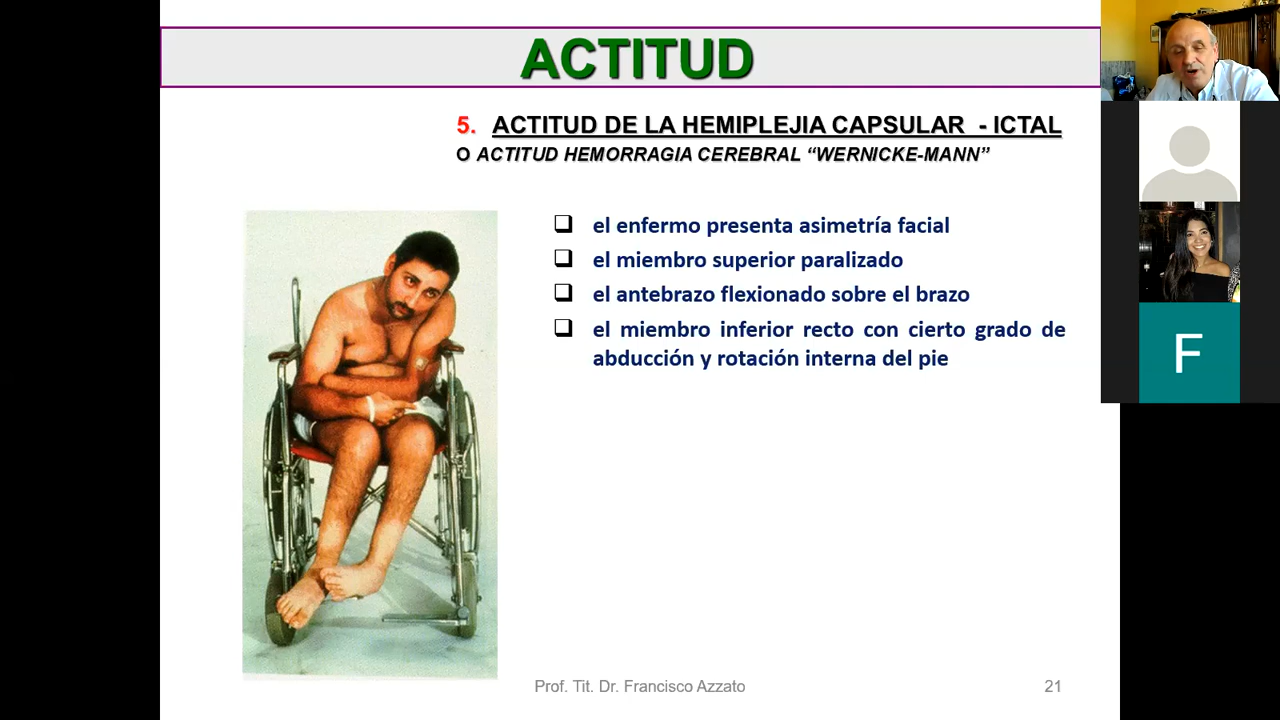 ACTITUD
5. ACTITUD DE LA HEMIPLEJIA CAPSULAR - ICTAL
O ACTITUD HEMORRAGIA CEREBRAL “WERNICKE-MANN”
❑ el enfermo presenta asimetría facial
❑ el miembro superior paralizado
❑ el antebrazo flexionado sobre el brazo
❑ el miembro inferior recto con cierto grado de
abducción y rotación interna del pie
F
Prof. Tit. Dr. Francisco Azzato
21